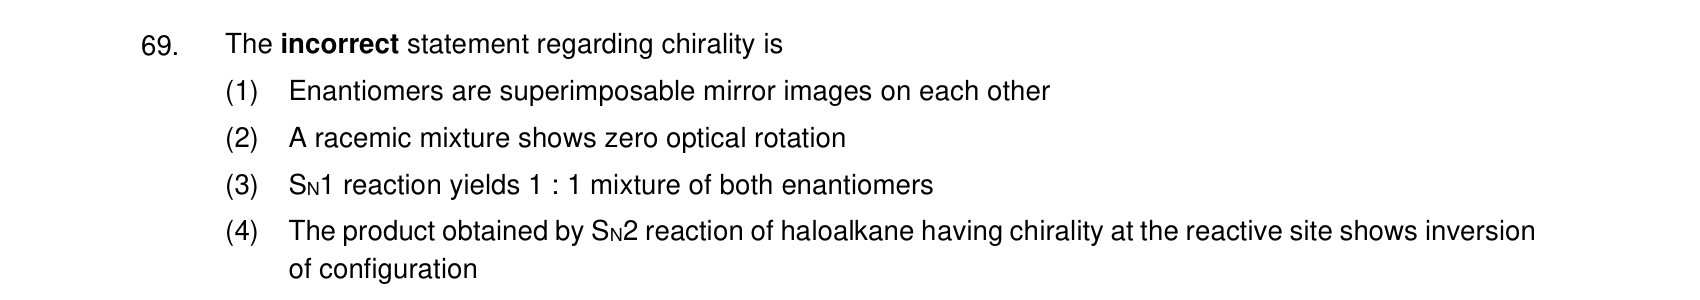 69. The incorrect statement regarding chirality is
(1) Enantiomers are superimposable mirror images on each other
(2) A racemic mixture shows zero optical rotation
(3) SN1 reaction yields 1 : 1 mixture of both enantiomers
(4) The product obtained by SN2 reaction of haloalkane having chirality at the reactive site shows inversion
of configuration